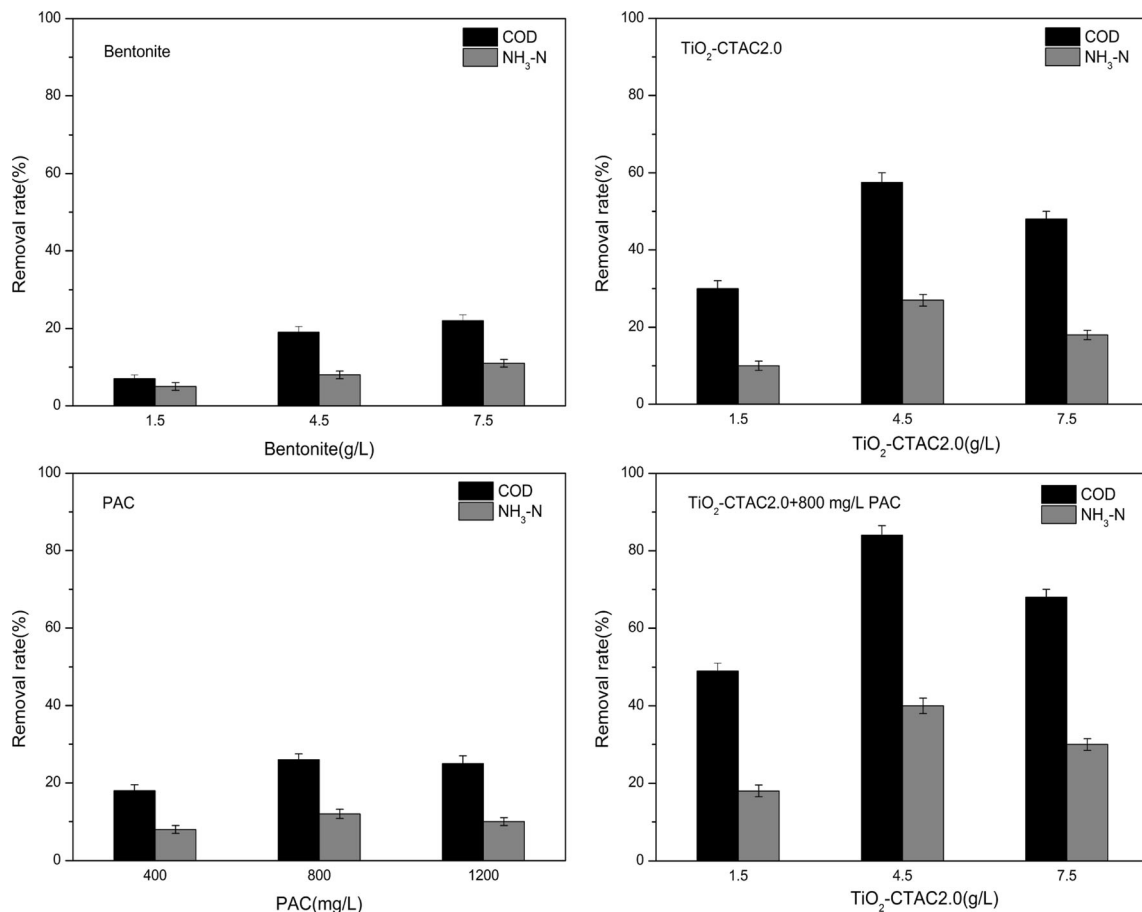 Bentonite
COD
NH3-N
Removal rate(%)
100
80
60
40
20
0
1.5 4.5 7.5
Bentonite(g/L)
TiO2-CTAC2.0
COD
NH3-N
Removal rate(%)
100
80
60
40
20
0
1.5 4.5 7.5
TiO2-CTAC2.0(g/L)
PAC
COD
NH3-N
Removal rate(%)
100
80
60
40
20
0
400 800 1200
PAC(mg/L)
TiO2-CTAC2.0+800 mg/L PAC
COD
NH3-N
Removal rate(%)
100
80
60
40
20
0
1.5 4.5 7.5
TiO2-CTAC2.0(g/L)